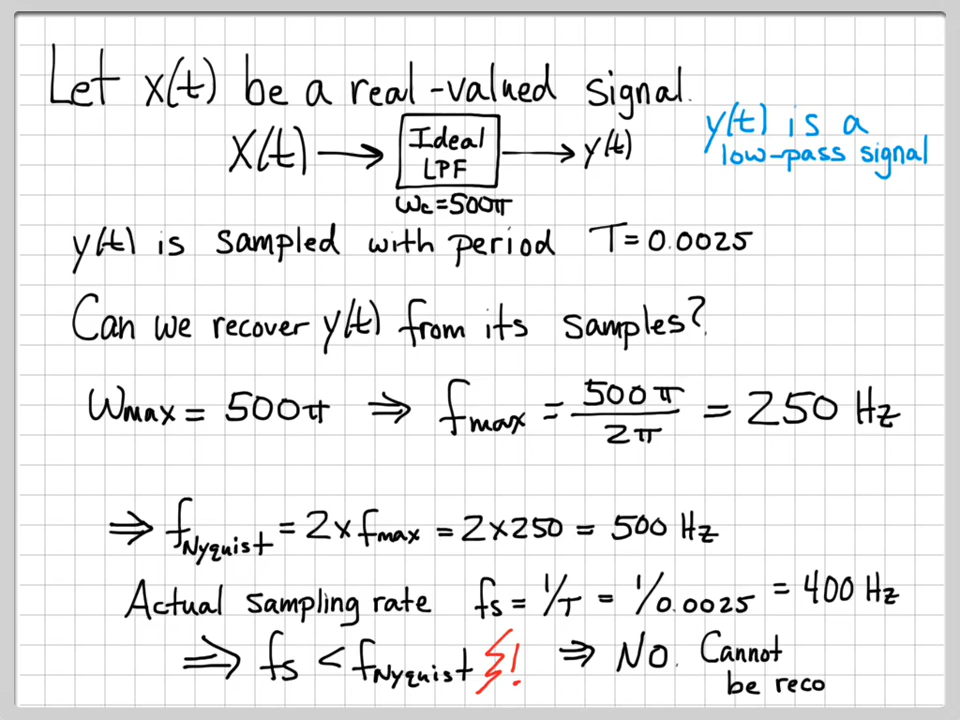 Let x(t) be a real-valued signal.
X(t) → Ideal LPF → y(t)
ωc=500π
y(t) is a
low-pass signal
y(t) is sampled with period T=0.0025
Can we recover y(t) from its samples?
ωmax = 500π ⇒ fmax = 500π/2π = 250 Hz
⇒ fNyquist = 2×fmax = 2×250 = 500 Hz
Actual sampling rate fs = 1/T = 1/0.0025 = 400 Hz
⇒ fs < fNyquist ! ⇒ NO. Cannot
be reco